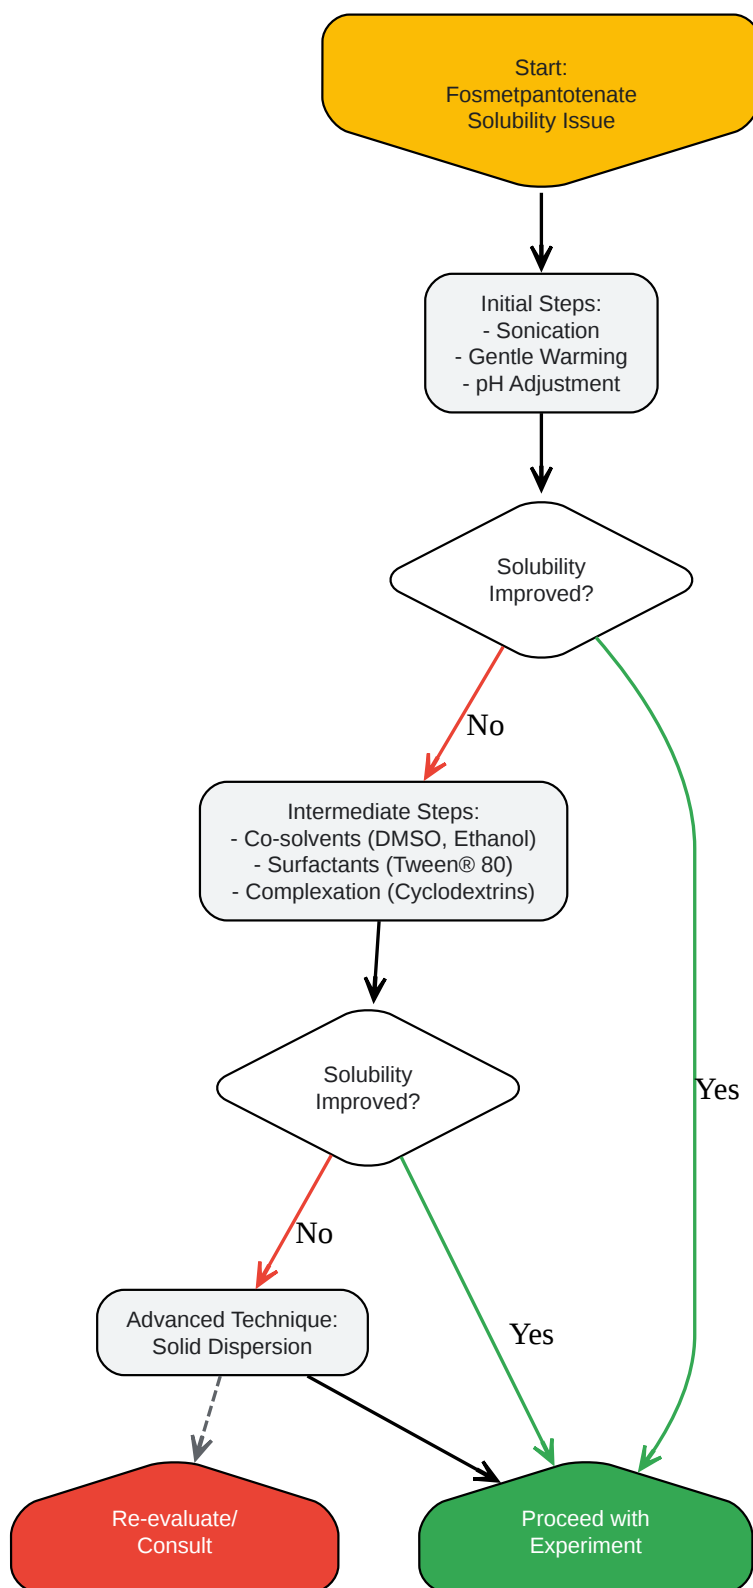 Start:
Fosmetpantotenate
Solubility Issue
Initial Steps:
- Sonication
- Gentle Warming
- pH Adjustment
Solubility
Improved?
No
Intermediate Steps:
- Co-solvents (DMSO, Ethanol)
- Surfactants (Tween® 80)
- Complexation (Cyclodextrins)
Solubility
Improved?
Yes
No
Yes
Advanced Technique:
Solid Dispersion
Re-evaluate/
Consult
Proceed with
Experiment